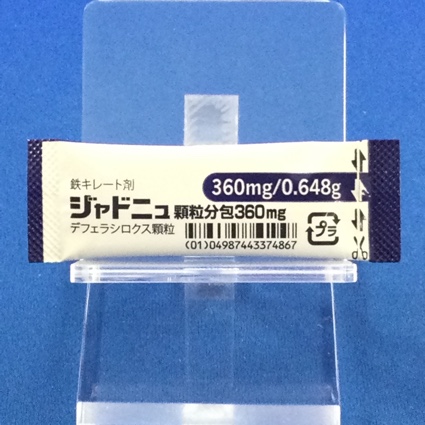 鉄キレート剤
360mg/0.648g
ジャドニュ 顆粒分包360mg
デフェラシロクス顆粒
(01)04987443374867
プラ